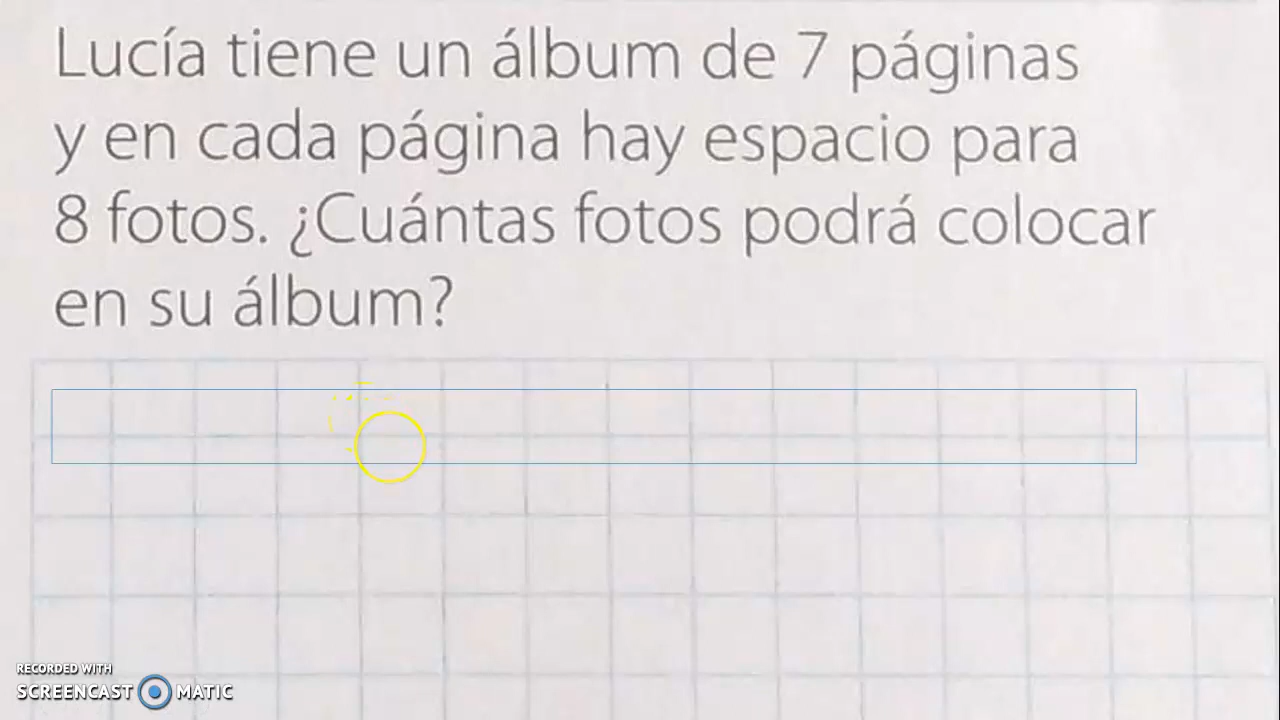 Lucía tiene un álbum de 7 páginas
y en cada página hay espacio para
8 fotos. ¿Cuántas fotos podrá colocar
en su álbum?
RECORDED WITH
SCREENCAST MATIC